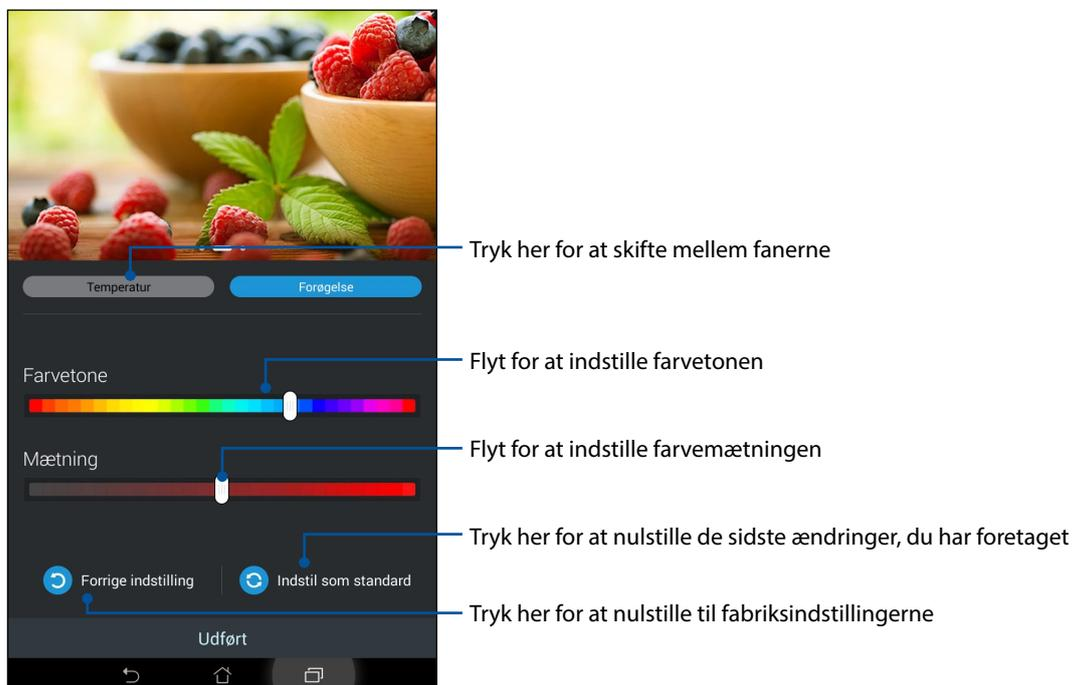 Tryk her for at skifte mellem fanerne
Temperatur
Forøgelse
Flyt for at indstille farvetonen
Farvetone
Flyt for at indstille farvemætningen
Mætning
Tryk her for at nulstille de sidste ændringer, du har foretaget
Forrige indstilling
Indstil som standard
Tryk her for at nulstille til fabriksindstillingerne
Udført